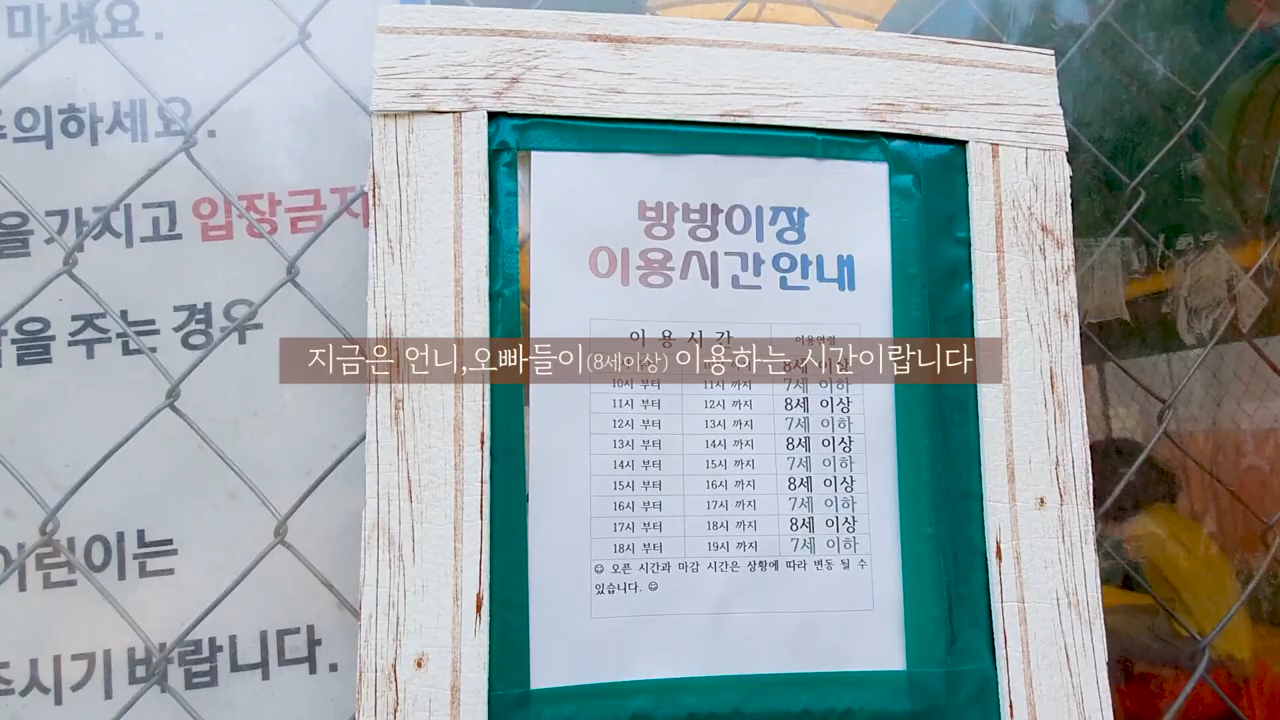 마세요.
주의하세요.
을 가지고 입장금지
을 주는 경우
어린이는
주시기 바랍니다.
방방이장
이용시간 안내
이 용 시 간 이용연령
지금은 언니,오빠들이(8세이상) 이용하는 시간이랍니다
10시 부터 11시 까지 7세 이하
11시 부터 12시 까지 8세 이상
12시 부터 13시 까지 7세 이하
13시 부터 14시 까지 8세 이상
14시 부터 15시 까지 7세 이하
15시 부터 16시 까지 8세 이상
16시 부터 17시 까지 7세 이하
17시 부터 18시 까지 8세 이상
18시 부터 19시 까지 7세 이하
☺ 오픈 시간과 마감 시간은 상황에 따라 변동 될 수
있습니다. ☺